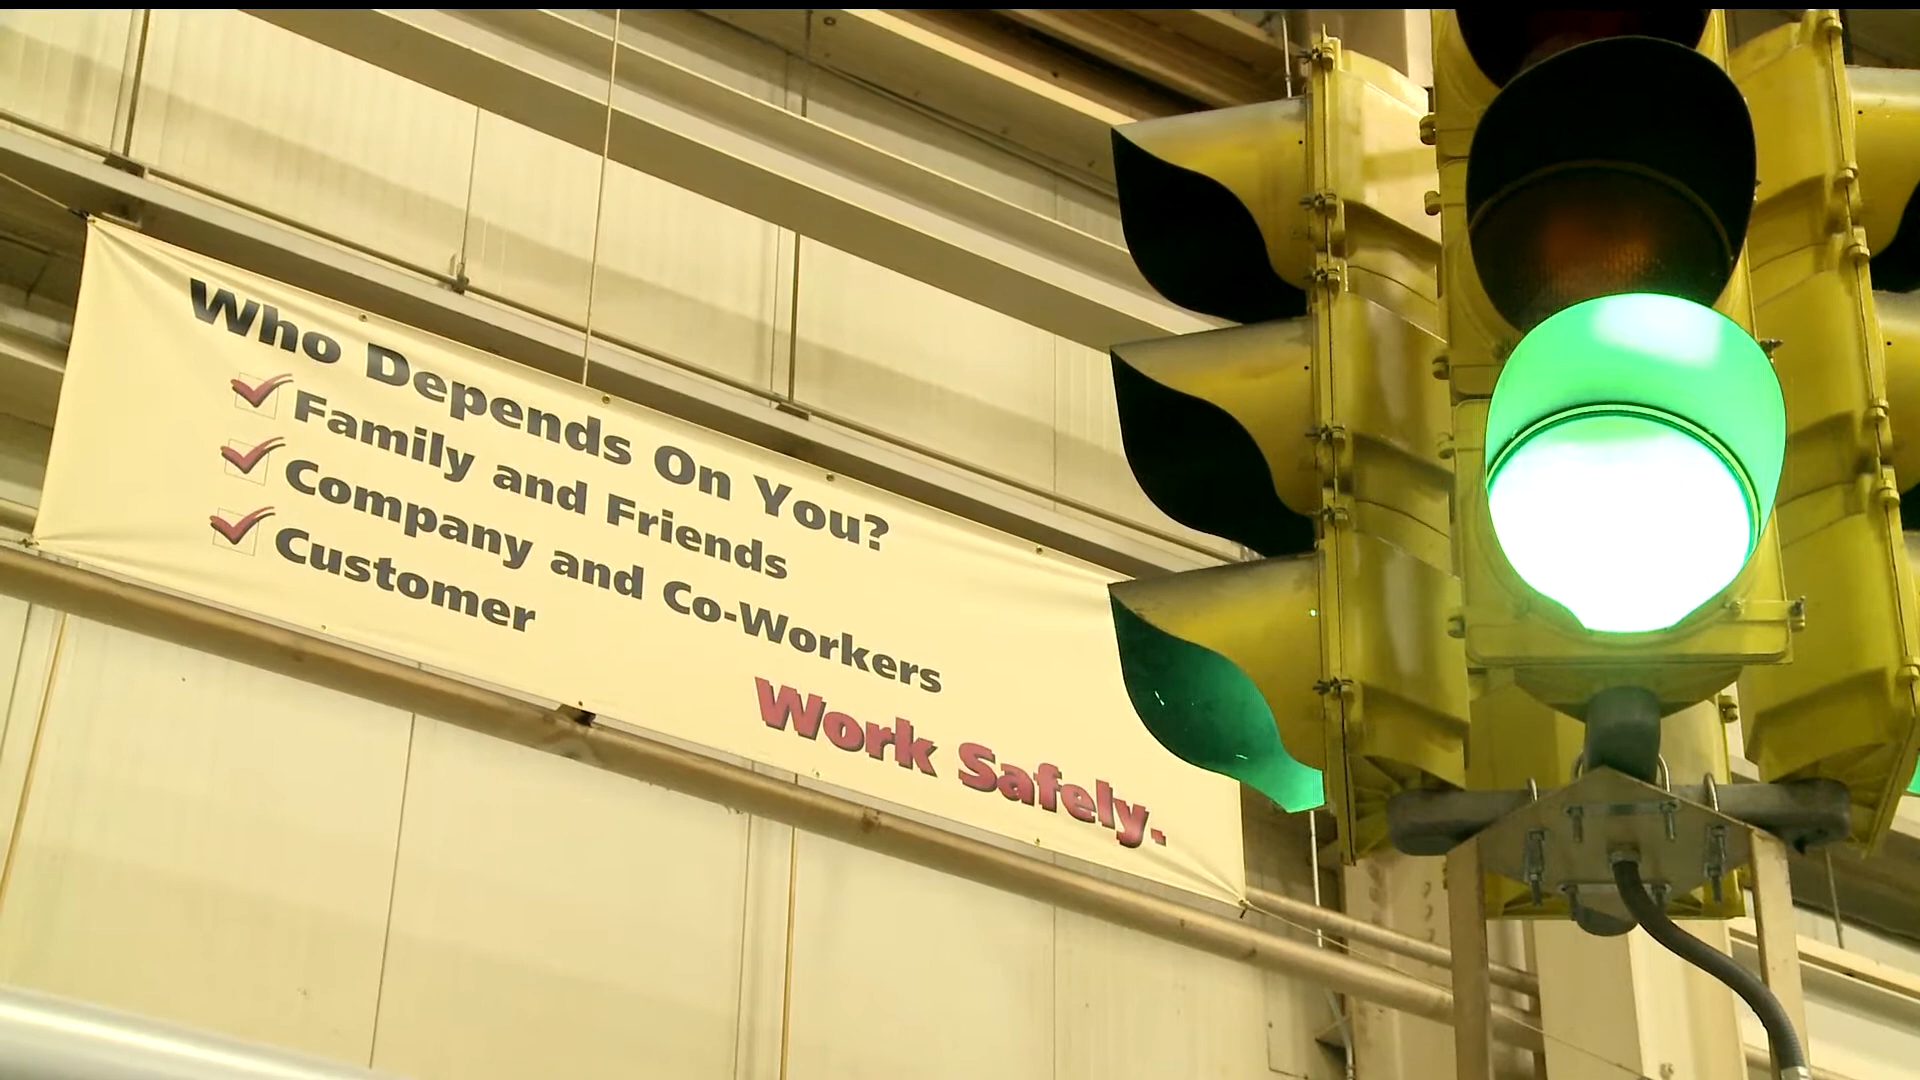 Who Depends On You?
Family and Friends
Company and Co-Workers
Customer
Work Safely.